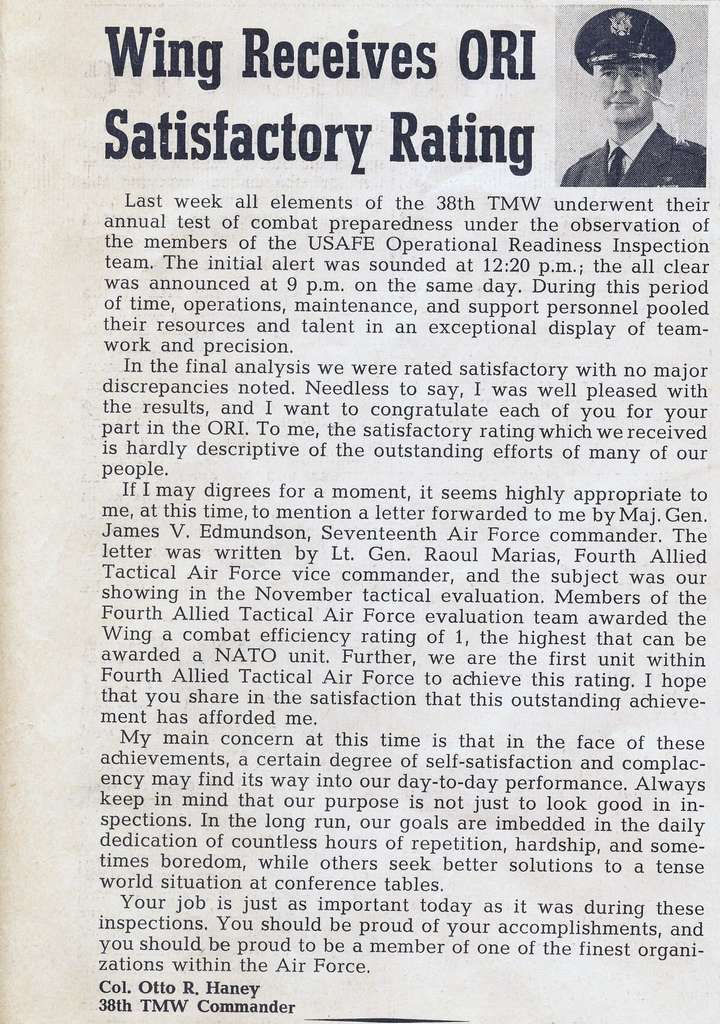 Wing Receives ORI
Satisfactory Rating
Last week all elements of the 38th TMW underwent their
annual test of combat preparedness under the observation of
the members of the USAFE Operational Readiness Inspection
team. The initial alert was sounded at 12:20 p.m.; the all clear
was announced at 9 p.m. on the same day. During this period
of time, operations, maintenance, and support personnel pooled
their resources and talent in an exceptional display of team-
work and precision.
In the final analysis we were rated satisfactory with no major
discrepancies noted. Needless to say, I was well pleased with
the results, and I want to congratulate each of you for your
part in the ORI. To me, the satisfactory rating which we received
is hardly descriptive of the outstanding efforts of many of our
people.
If I may digrees for a moment, it seems highly appropriate to
me, at this time, to mention a letter forwarded to me by Maj. Gen.
James V. Edmundson, Seventeenth Air Force commander. The
letter was written by Lt. Gen. Raoul Marias, Fourth Allied
Tactical Air Force vice commander, and the subject was our
showing in the November tactical evaluation. Members of the
Fourth Allied Tactical Air Force evaluation team awarded the
Wing a combat efficiency rating of 1, the highest that can be
awarded a NATO unit. Further, we are the first unit within
Fourth Allied Tactical Air Force to achieve this rating. I hope
that you share in the satisfaction that this outstanding achieve-
ment has afforded me.
My main concern at this time is that in the face of these
achievements, a certain degree of self-satisfaction and complac-
ency may find its way into our day-to-day performance. Always
keep in mind that our purpose is not just to look good in in-
spections. In the long run, our goals are imbedded in the daily
dedication of countless hours of repetition, hardship, and some-
times boredom, while others seek better solutions to a tense
world situation at conference tables.
Your job is just as important today as it was during these
inspections. You should be proud of your accomplishments, and
you should be proud to be a member of one of the finest organi-
zations within the Air Force.
Col. Otto R. Haney
38th TMW Commander